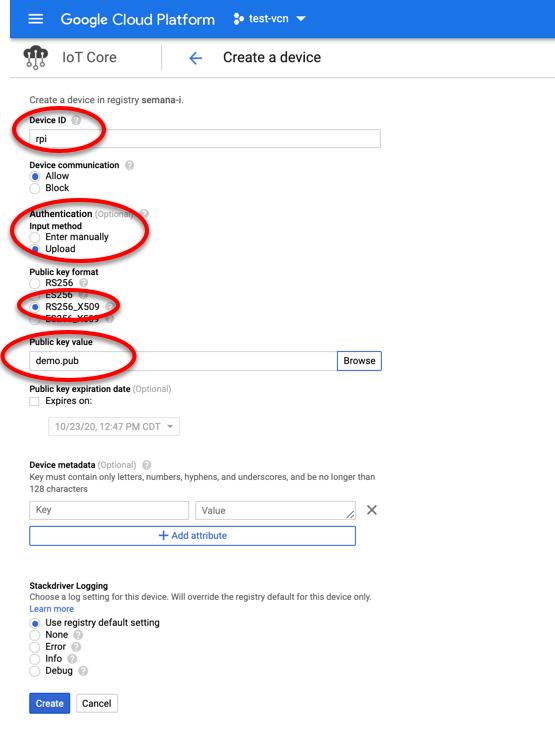 Google Cloud Platform test-vcn
IoT Core Create a device
Create a device in registry semana-i.
Device ID ?
rpi
Device communication ?
Allow
Block
Authentication (Optional) ?
Input method
Enter manually
Upload
Public key format
RS256 ?
ES256 ?
RS256_X509 ?
ES256_X509 ?
Public key value
demo.pub Browse
Public key expiration date (Optional)
Expires on:
10/23/20, 12:47 PM CDT
Device metadata (Optional) ?
Key must contain only letters, numbers, hyphens, and underscores, and be no longer than
128 characters
Key Value
+ Add attribute
Stackdriver Logging
Choose a log setting for this device. Will override the registry default for this device only.
Learn more
Use registry default setting
None ?
Error ?
Info ?
Debug ?
Create Cancel